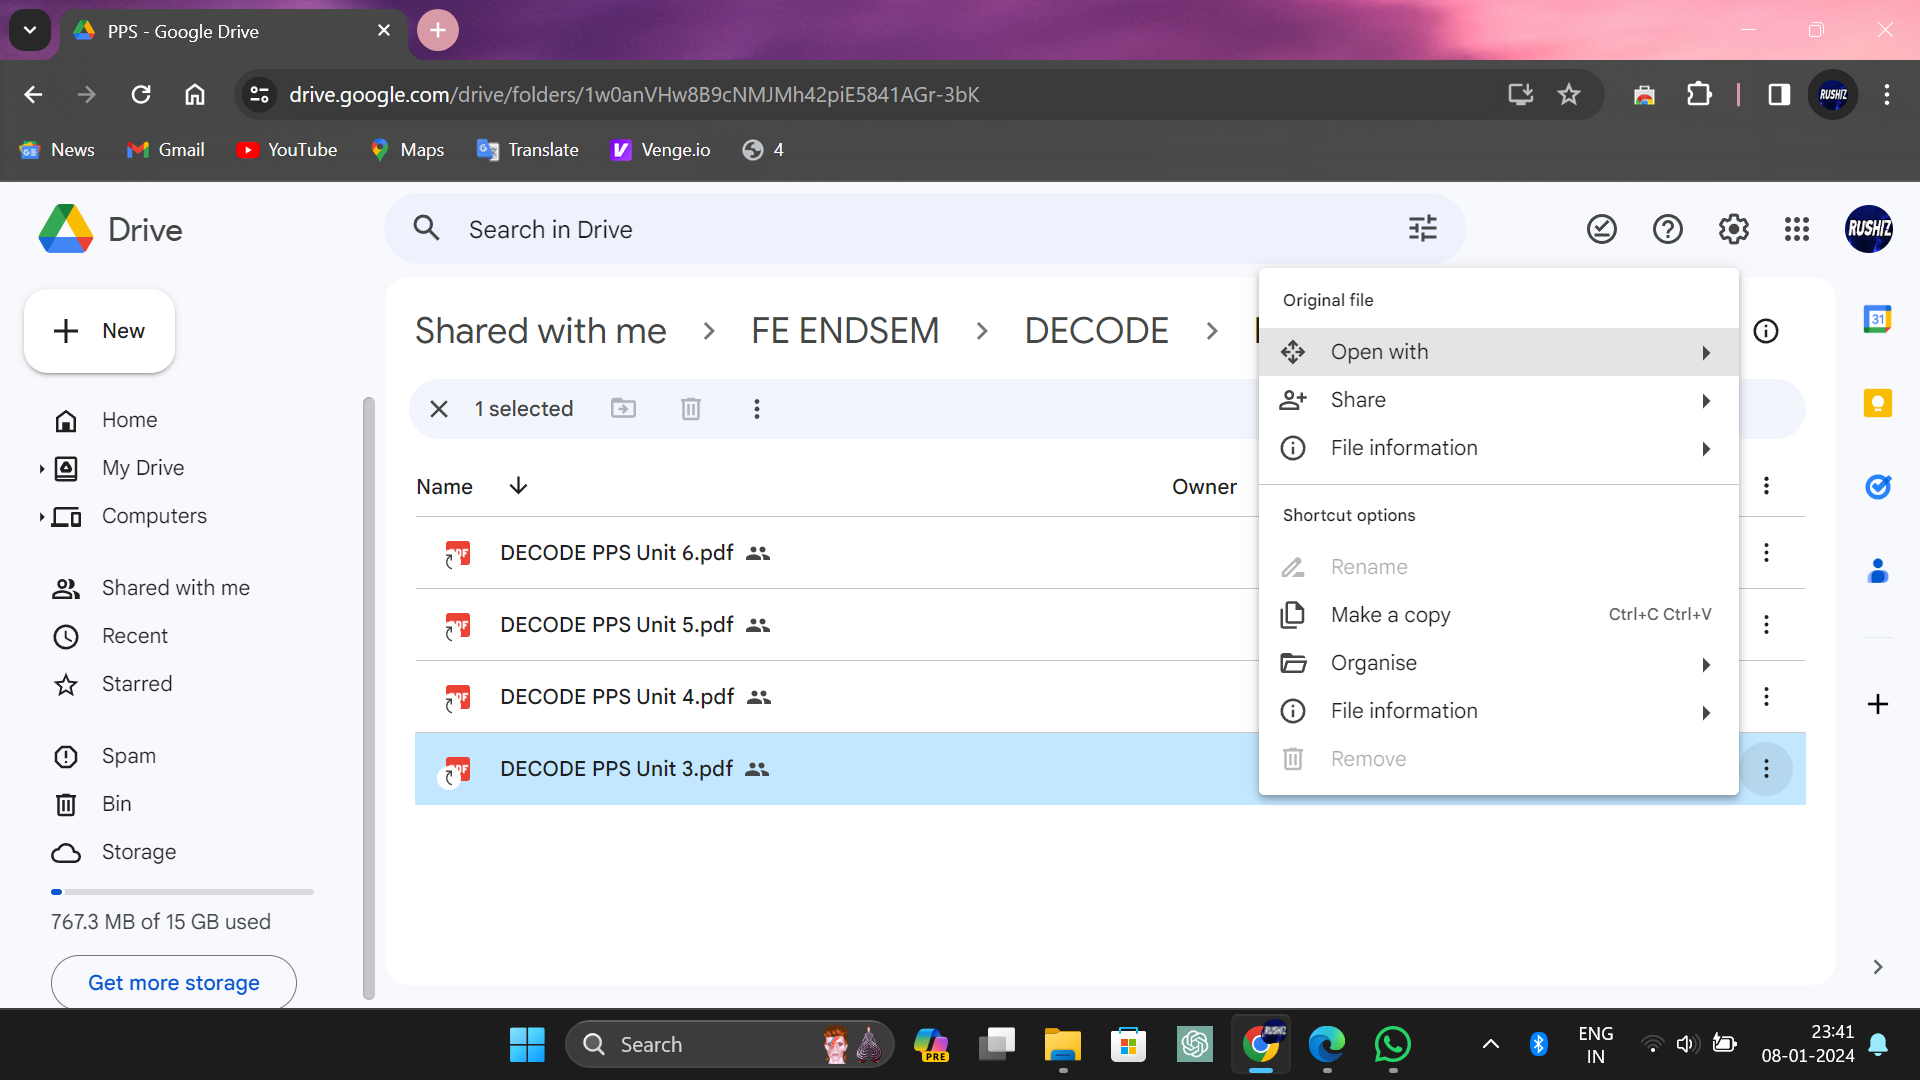 PPS - Google Drive
drive.google.com/drive/folders/1w0anVHw8B9cNMJMh42piE5841AGr-3bK
RUSHIZ
News
Gmail
YouTube
Maps
Translate
Venge.io
4
Drive
Search in Drive
RUSHIZ
New
Shared with me
FE ENDSEM
DECODE
Original file
Open with
Share
File information
Shortcut options
Rename
Make a copy
Ctrl+C Ctrl+V
Organise
File information
Remove
1 selected
Name
Owner
DECODE PPS Unit 6.pdf
DECODE PPS Unit 5.pdf
DECODE PPS Unit 4.pdf
DECODE PPS Unit 3.pdf
Home
My Drive
Computers
Shared with me
Recent
Starred
Spam
Bin
Storage
767.3 MB of 15 GB used
Get more storage
31
Search
PRE
RUSHIZ
ENG
IN
23:41
08-01-2024